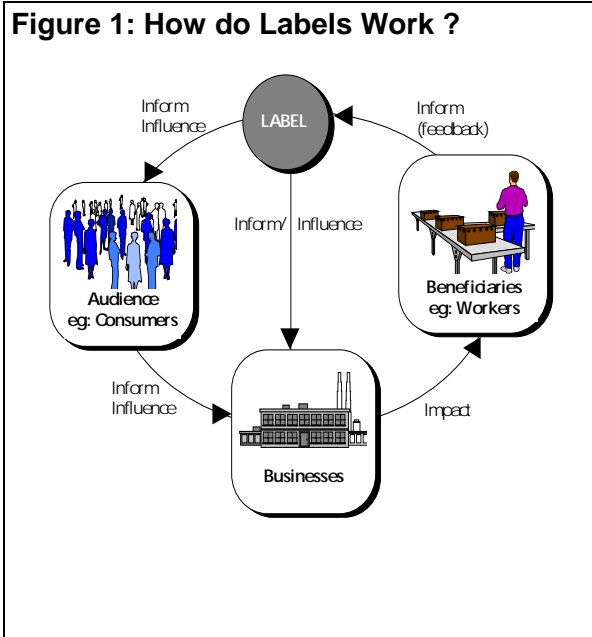 Figure 1: How do Labels Work ?
Inform
Influence
LABEL
Inform
(feedback)
Inform/ Influence
Audience
eg: Consumers
Beneficiaries
eg: Workers
Inform
Influence
Impact
Businesses